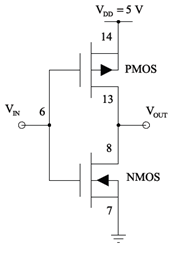 V_DD = 5 V
14
PMOS
13
V_IN
6
V_OUT
8
NMOS
7